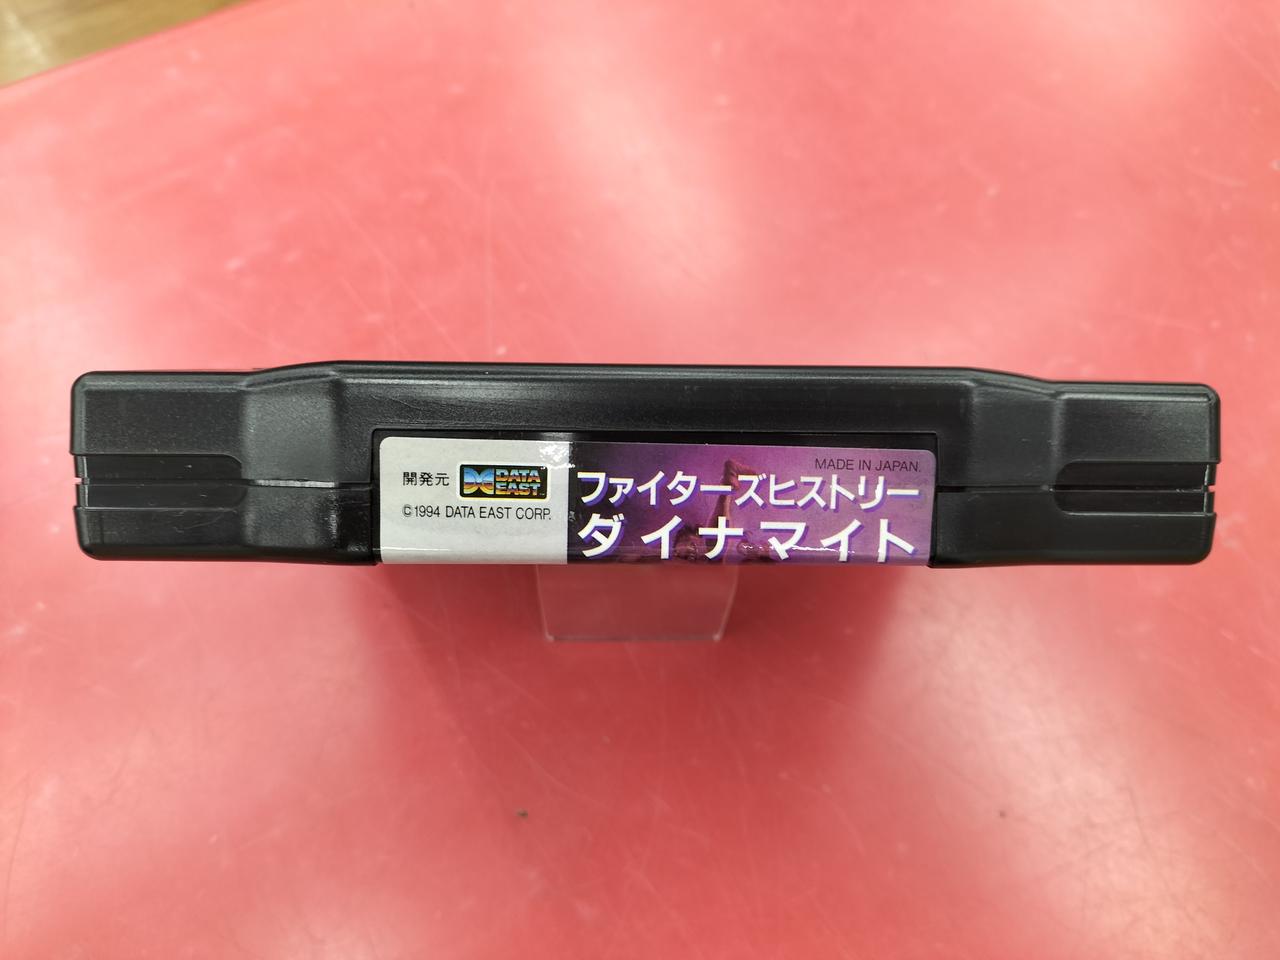 開発元 DATA EAST
©1994 DATA EAST CORP.
MADE IN JAPAN.
ファイターズヒストリー
ダイナマイト